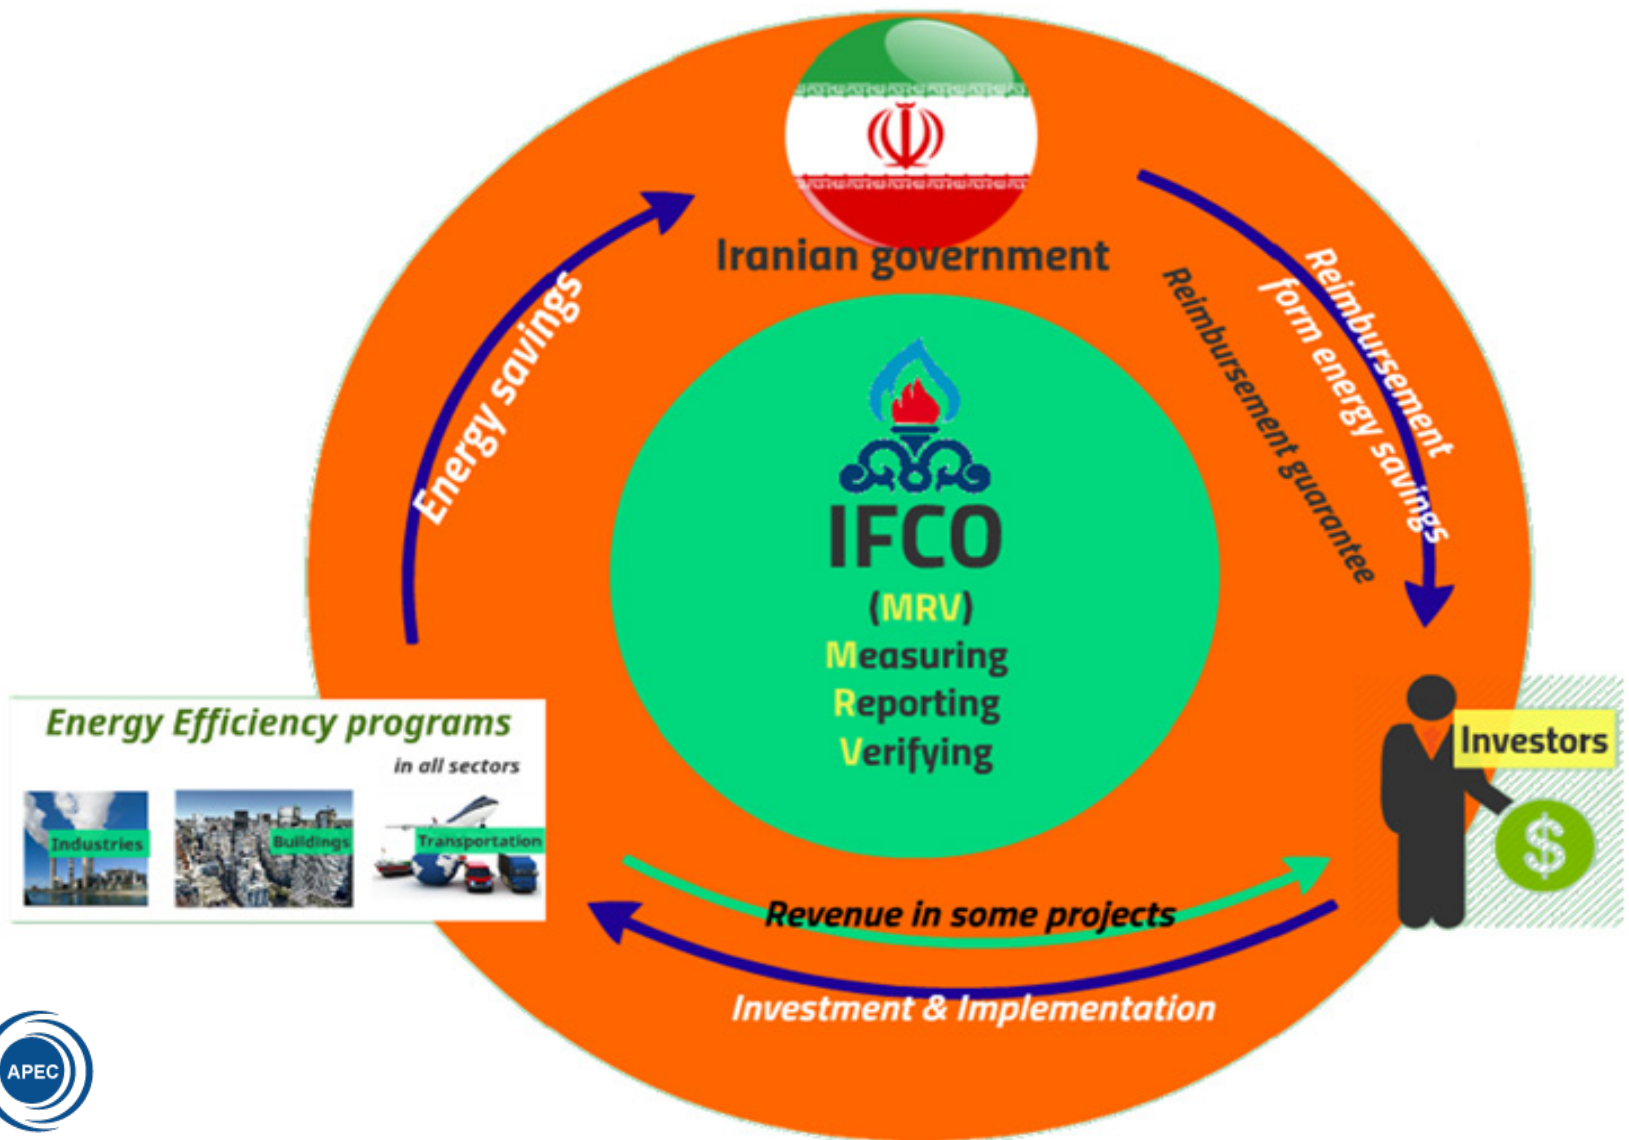 Iranian government
Energy savings
Reimbursement
form energy savings
Reimbursement guarantee
IFCO
(MRV)
Measuring
Reporting
Verifying
Energy Efficiency programs
in all sectors
Industries
Buildings
Transportation
Investors
$
Revenue in some projects
Investment & Implementation
APEC